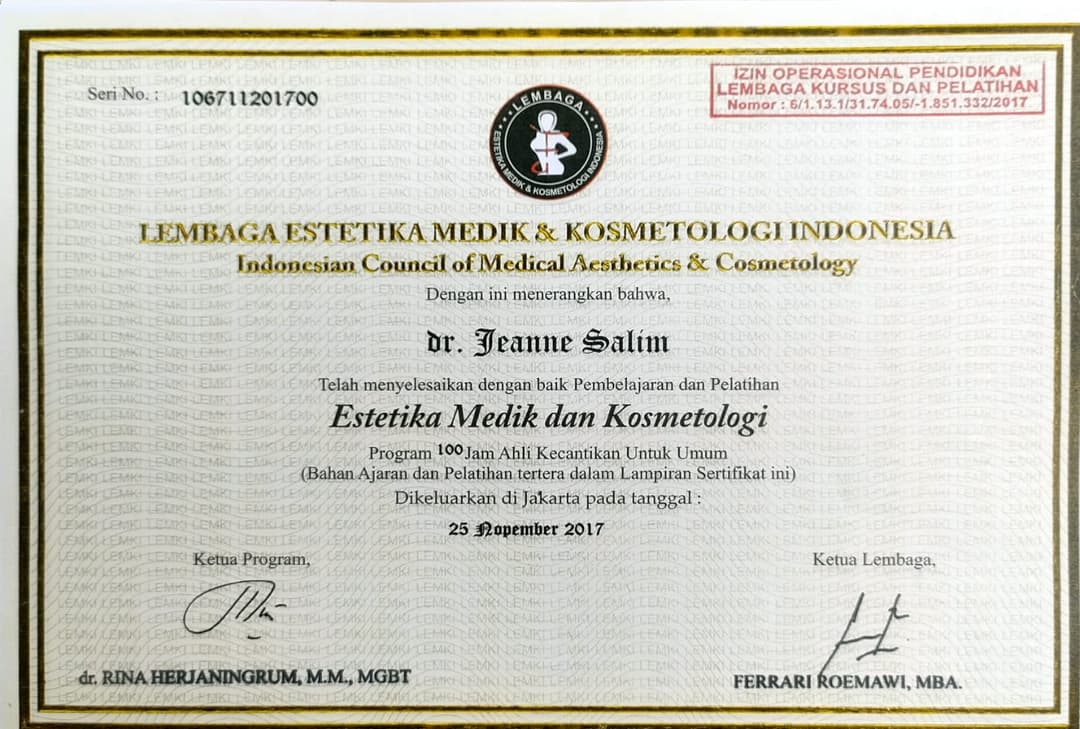 Seri No. : 106711201700
IZIN OPERASIONAL PENDIDIKAN
LEMBAGA KURSUS DAN PELATIHAN
Nomor : 6/1.13.1/31.74.05/-1.851.332/2017
LEMBAGA
ESTETIKA MEDIK & KOSMETOLOGI INDONESIA
LEMBAGA ESTETIKA MEDIK & KOSMETOLOGI INDONESIA
Indonesian Council of Medical Aesthetics & Cosmetology
Dengan ini menerangkan bahwa,
dr. Jeanne Salim
Telah menyelesaikan dengan baik Pembelajaran dan Pelatihan
Estetika Medik dan Kosmetologi
Program 100 Jam Ahli Kecantikan Untuk Umum
(Bahan Ajaran dan Pelatihan tertera dalam Lampiran Sertifikat ini)
Dikeluarkan di Jakarta pada tanggal :
25 Nopember 2017
Ketua Program,
Ketua Lembaga,
dr. RINA HERJANINGRUM, M.M., MGBT
FERRARI ROEMAWI, MBA.